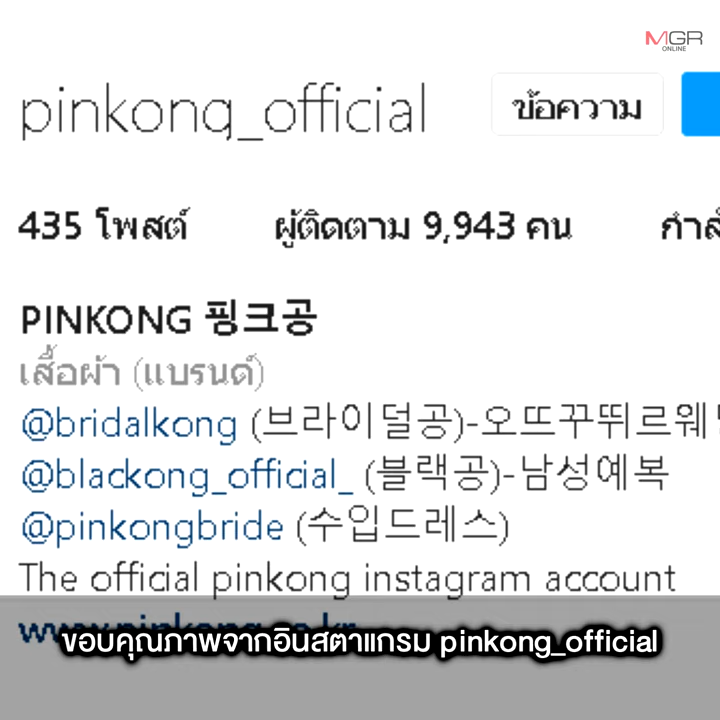 MGR
ONLINE
pinkong_official
ข้อความ
435 โพสต์ ผู้ติดตาม 9,943 คน
PINKONG 핑크공
เสื้อผ้า (แบรนด์)
@bridalkong (브라이덜공)-오뜨꾸뛰르웨
@blackong_official_ (블랙공)-남성예복
@pinkongbride (수입드레스)
The official pinkong instagram account
ขอบคุณภาพจากอินสตาแกรม pinkong_official